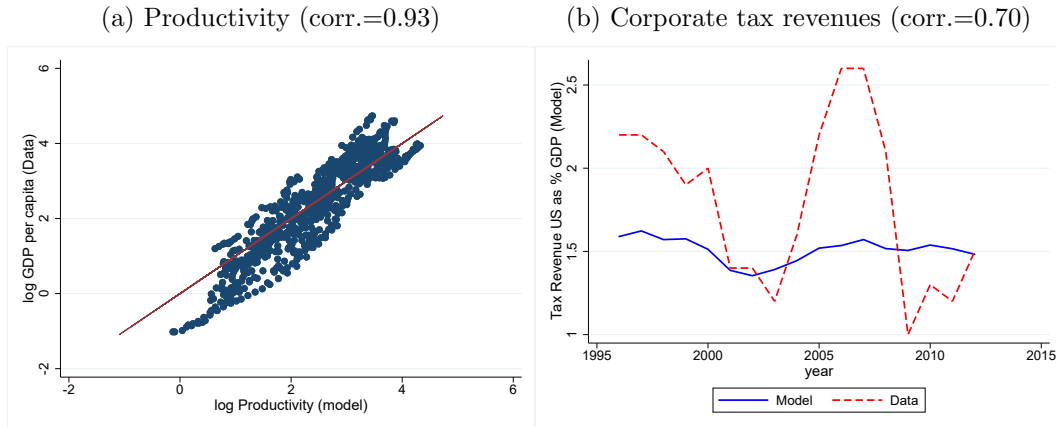 (a) Productivity (corr.=0.93)
log GDP per capita (Data)
6
4
2
0
-2
-2
0
2
4
6
log Productivity (model)
(b) Corporate tax revenues (corr.=0.70)
Tax Revenue US as % GDP (Model)
2.5
2
1.5
1
1995
2000
2005
2010
2015
year
Model
Data